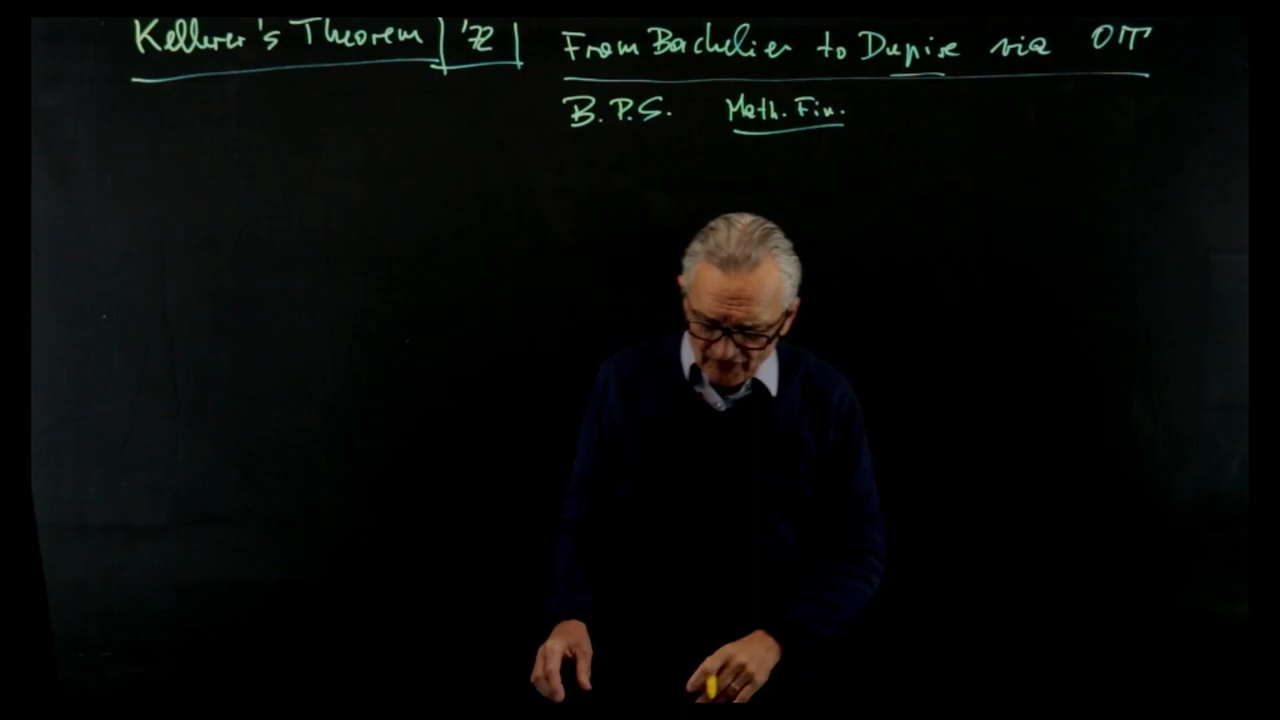 Kellerer's Theorem | '72 |
From Bachelier to Dupire via OT
B.P.S. Math. Fin.